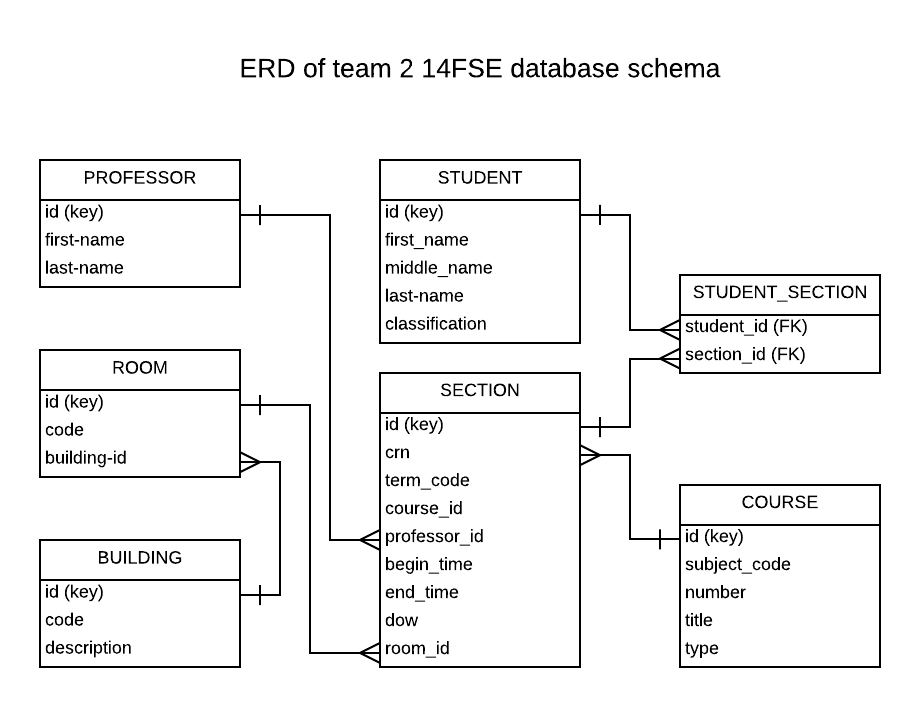 ERD of team 2 14FSE database schema
PROFESSOR
id (key)
first-name
last-name
ROOM
id (key)
code
building-id
BUILDING
id (key)
code
description
STUDENT
id (key)
first_name
middle_name
last-name
classification
SECTION
id (key)
crn
term_code
course_id
professor_id
begin_time
end_time
dow
room_id
STUDENT_SECTION
student_id (FK)
section_id (FK)
COURSE
id (key)
subject_code
number
title
type